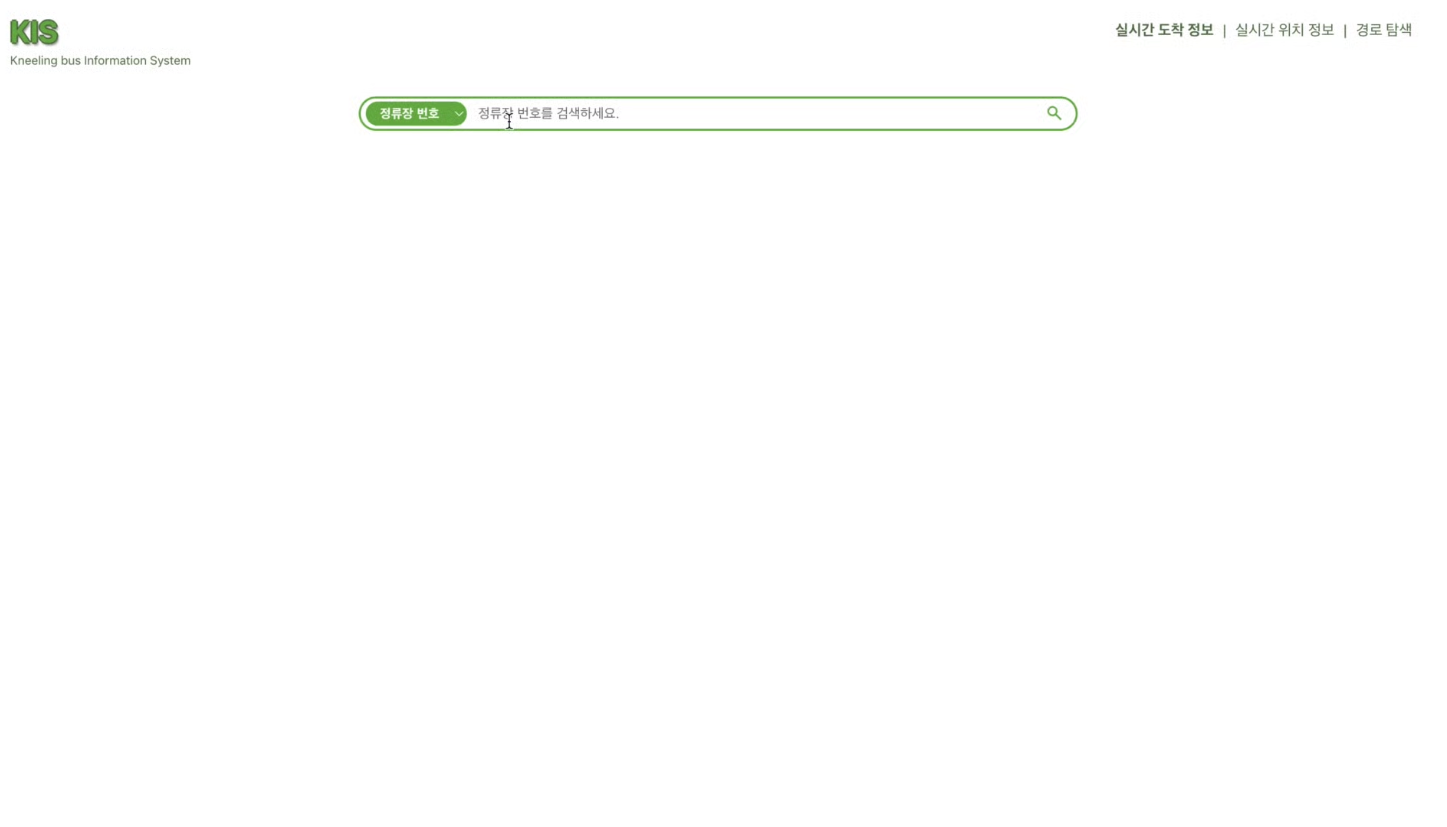 KIS
Kneeling bus Information System
실시간 도착 정보 | 실시간 위치 정보 | 경로 탐색
정류장 번호 정류장 번호를 검색하세요.